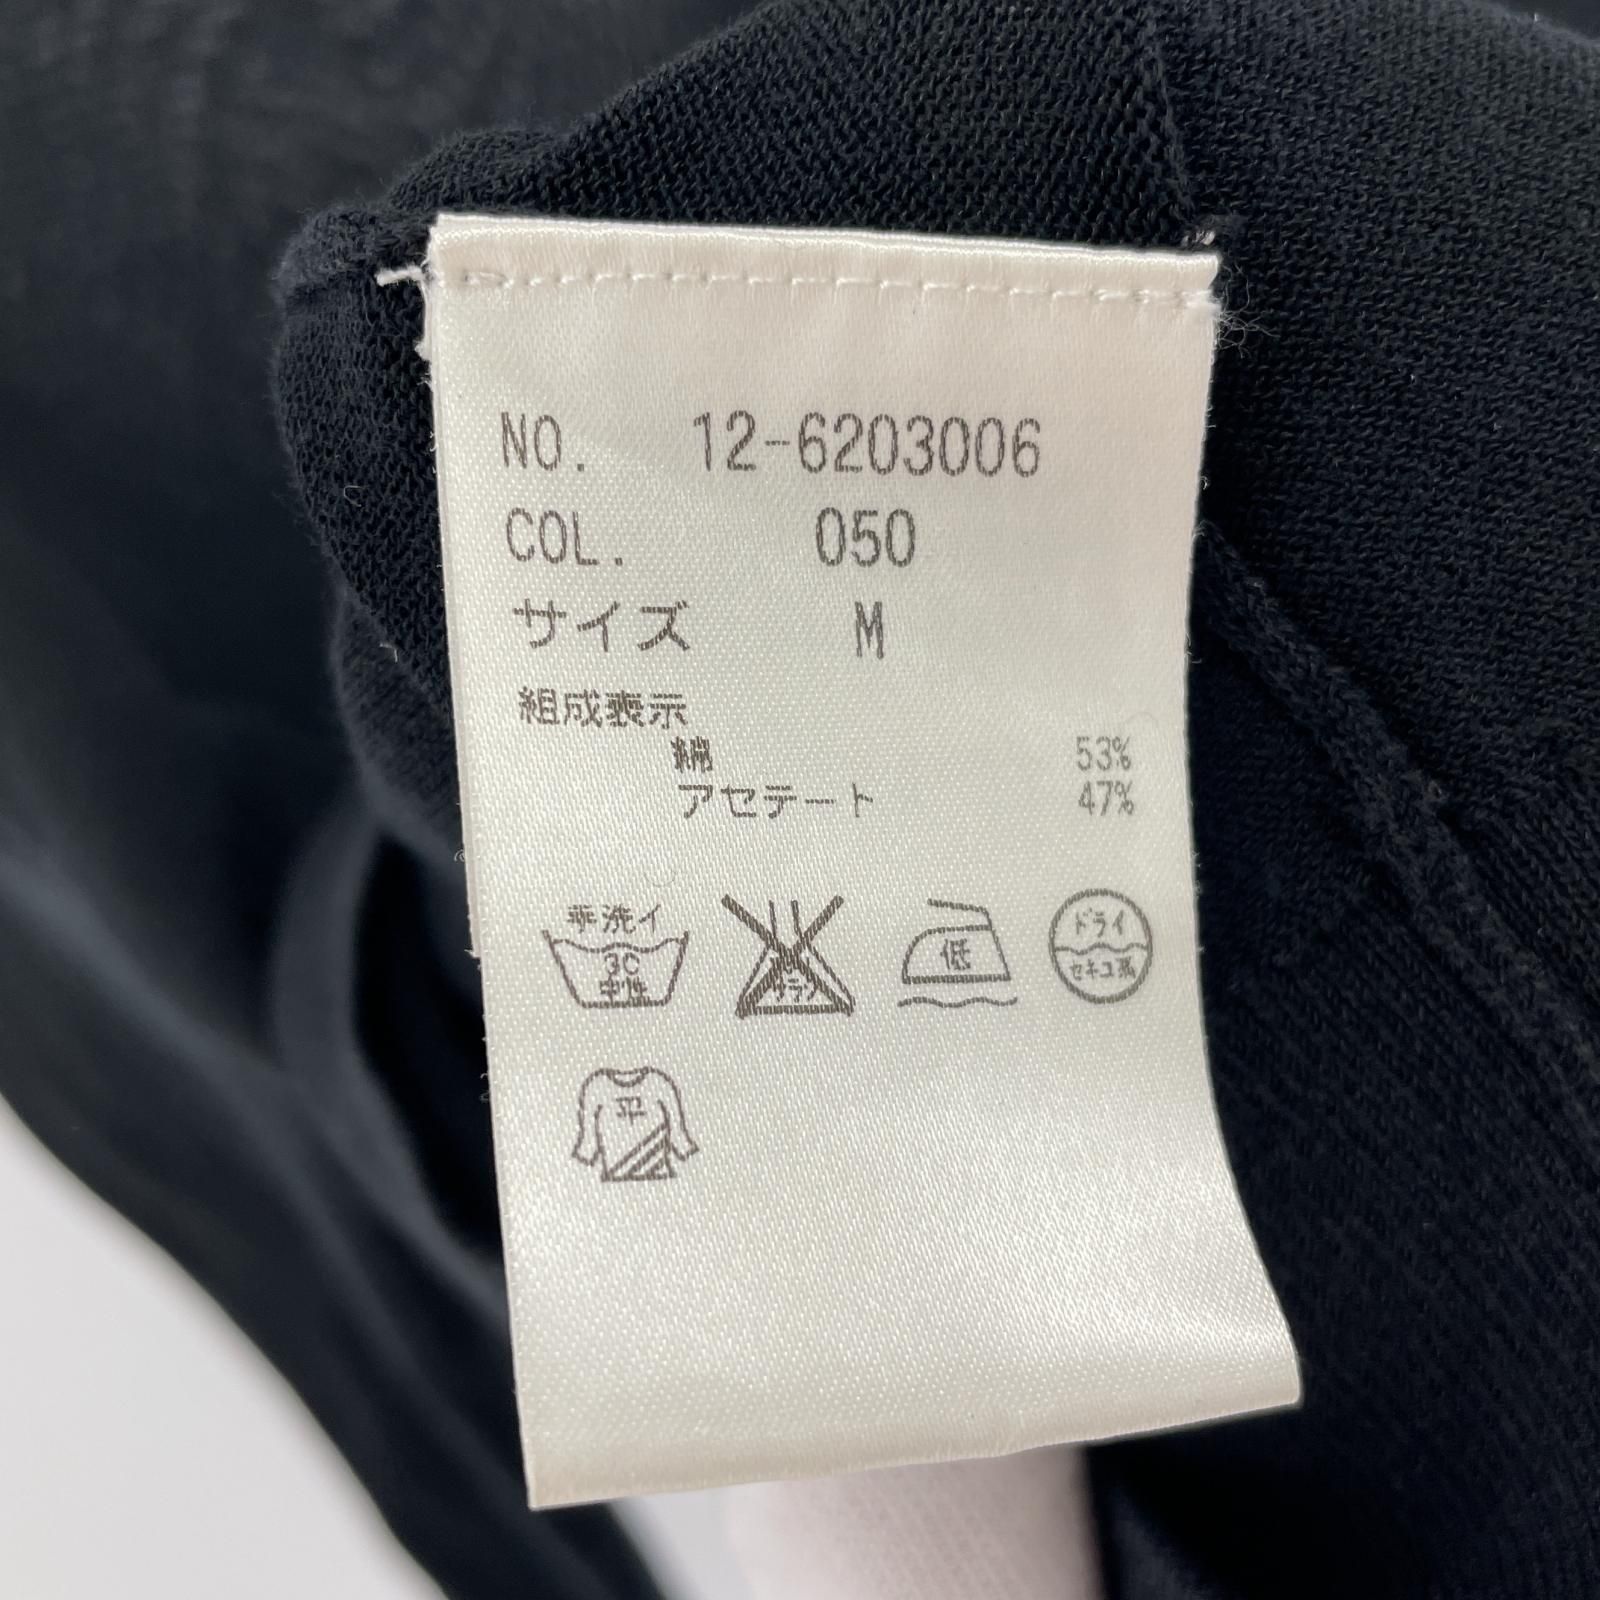 NO. 12-6203006
COL. 050
サイズ M
組成表示
綿 53%
アセテート 47%
手洗イ
30
中性
低
ドライ
セキユ系
平